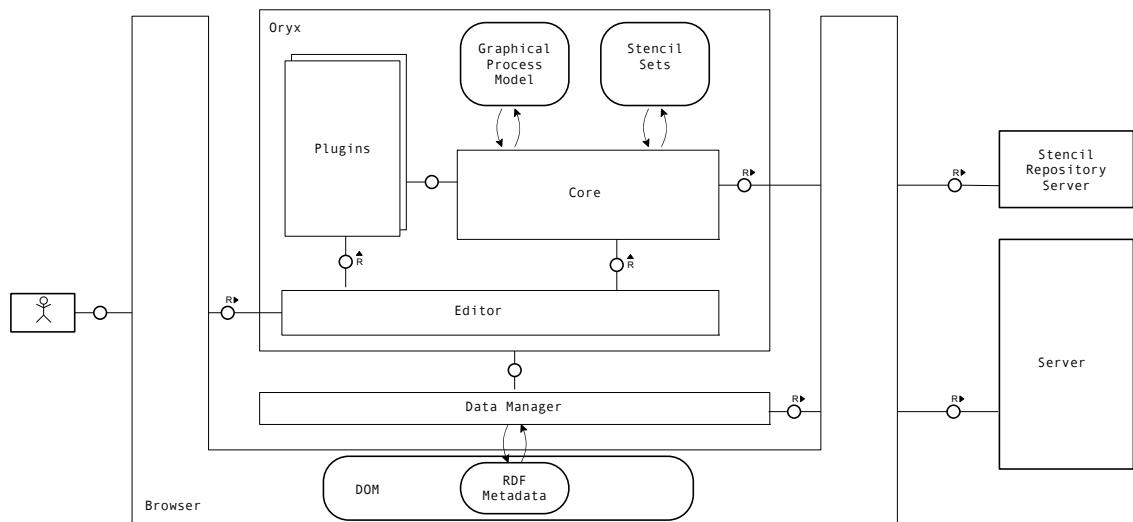 Oryx
Graphical
Process
Model
Stencil
Sets
Plugins
Core
R
R
Stencil
Repository
Server
R
R
R
Editor
Server
Data Manager
R
R
DOM
RDF
Metadata
Browser